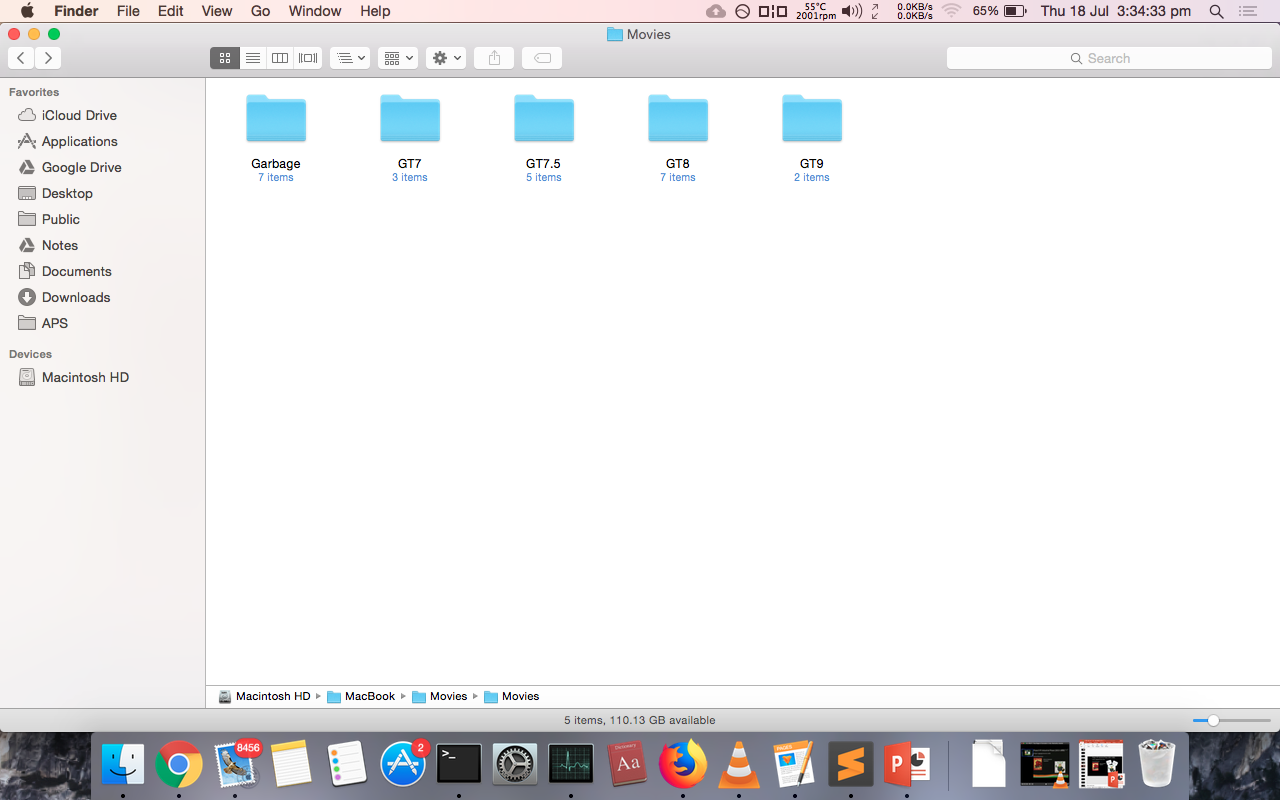 Finder File Edit View Go Window Help 55°C 2001rpm 0.0KB/s 0.0KB/s 65% Thu 18 Jul 3:34:33 pm
Movies
Search
Favorites
iCloud Drive
Applications
Google Drive
Desktop
Public
Notes
Documents
Downloads
APS
Devices
Macintosh HD
Garbage GT7 GT7.5 GT8 GT9
7 items 3 items 5 items 7 items 2 items
Macintosh HD MacBook Movies Movies
5 items, 110.13 GB available
8456 2 >_ Dictionary Aa PAGES P